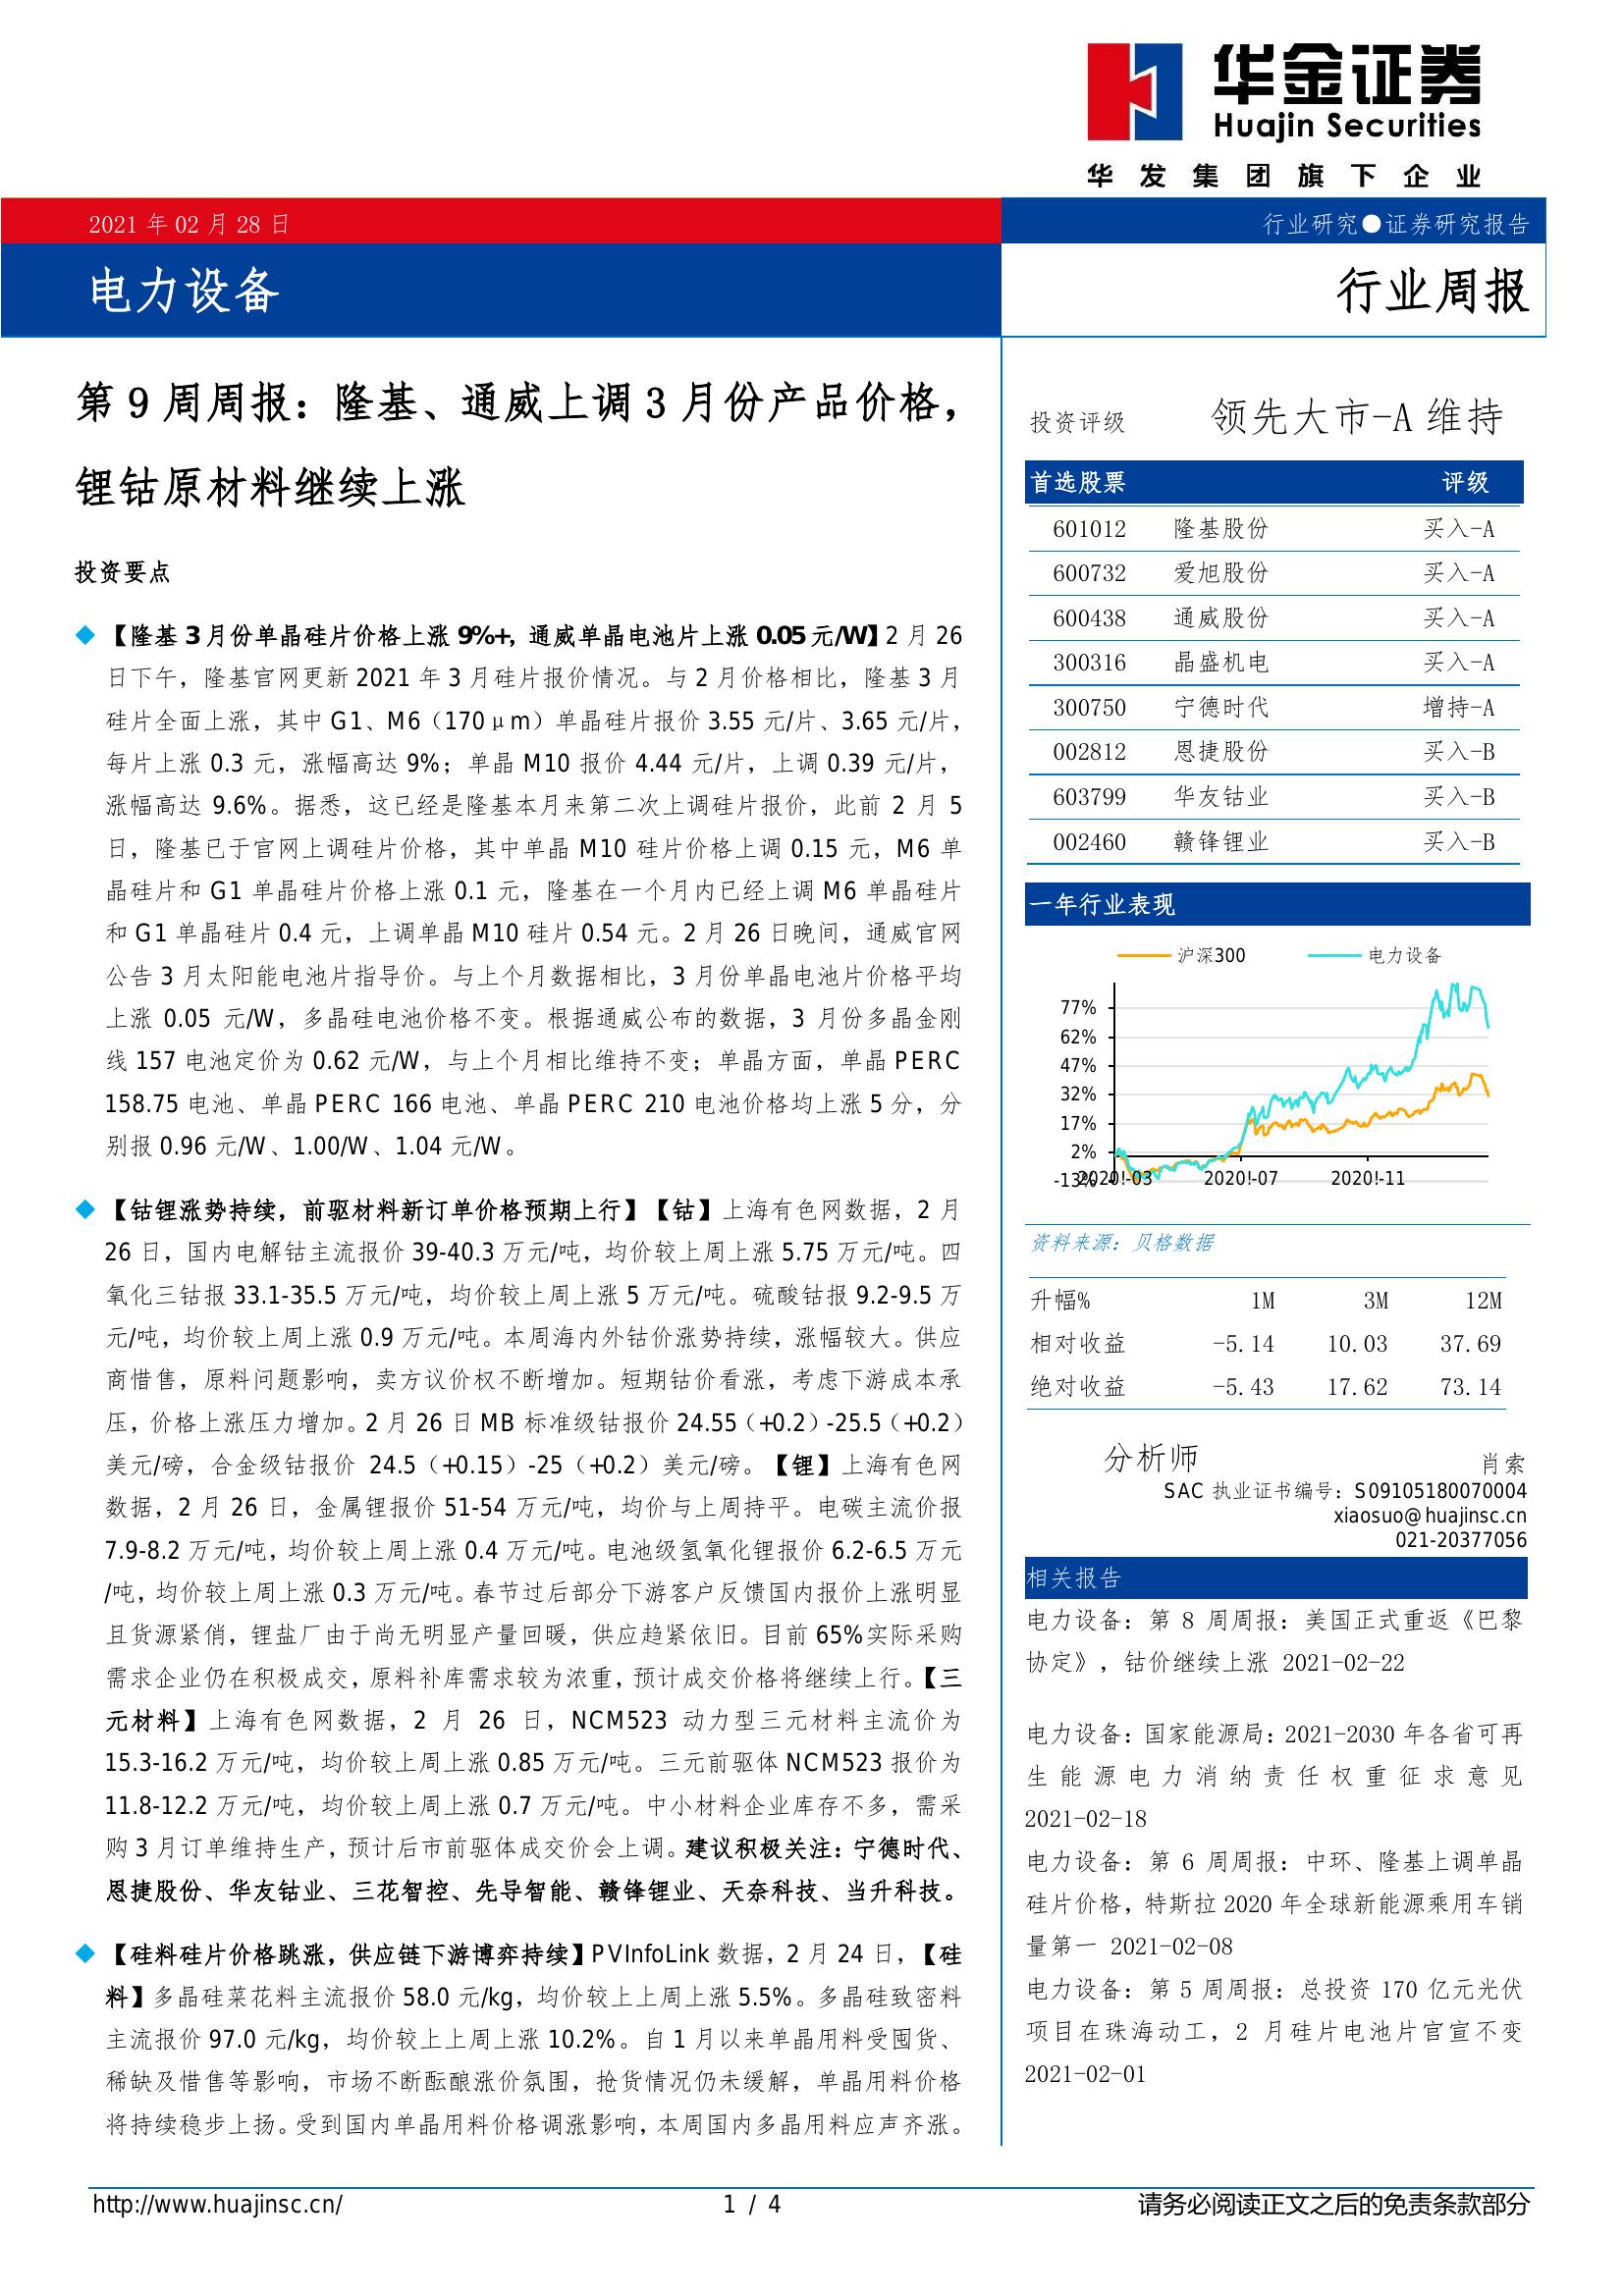 华金证券
Huajin Securities
华发集团旗下企业
2021 年 02 月 28 日
行业研究●证券研究报告
电力设备
行业周报
第 9 周周报：隆基、通威上调 3 月份产品价格，
锂钴原材料继续上涨
投资要点
◆ 【隆基 3 月份单晶硅片价格上涨 9%+，通威单晶电池片上涨 0.05 元/W】2 月 26
日下午，隆基官网更新 2021 年 3 月硅片报价情况。与 2 月价格相比，隆基 3 月
硅片全面上涨，其中 G1、M6（170μm）单晶硅片报价 3.55 元/片、3.65 元/片，
每片上涨 0.3 元，涨幅高达 9%；单晶 M10 报价 4.44 元/片，上调 0.39 元/片，
涨幅高达 9.6%。据悉，这已经是隆基本月来第二次上调硅片报价，此前 2 月 5
日，隆基已于官网上调硅片价格，其中单晶 M10 硅片价格上调 0.15 元，M6 单
晶硅片和 G1 单晶硅片价格上涨 0.1 元，隆基在一个月内已经上调 M6 单晶硅片
和 G1 单晶硅片 0.4 元，上调单晶 M10 硅片 0.54 元。2 月 26 日晚间，通威官网
公告 3 月太阳能电池片指导价。与上个月数据相比，3 月份单晶电池片价格平均
上涨 0.05 元/W，多晶硅电池价格不变。根据通威公布的数据，3 月份多晶金刚
线 157 电池定价为 0.62 元/W，与上个月相比维持不变；单晶方面，单晶 PERC
158.75 电池、单晶 PERC 166 电池、单晶 PERC 210 电池价格均上涨 5 分，分
别报 0.96 元/W、1.00/W、1.04 元/W。
◆ 【钴锂涨势持续，前驱材料新订单价格预期上行】【钴】上海有色网数据，2 月
26 日，国内电解钴主流报价 39-40.3 万元/吨，均价较上周上涨 5.75 万元/吨。四
氧化三钴报 33.1-35.5 万元/吨，均价较上周上涨 5 万元/吨。硫酸钴报 9.2-9.5 万
元/吨，均价较上周上涨 0.9 万元/吨。本周海内外钴价涨势持续，涨幅较大。供应
商惜售，原料问题影响，卖方议价权不断增加。短期钴价看涨，考虑下游成本承
压，价格上涨压力增加。2 月 26 日 MB 标准级钴报价 24.55（+0.2）-25.5（+0.2）
美元/磅，合金级钴报价 24.5（+0.15）-25（+0.2）美元/磅。【锂】上海有色网
数据，2 月 26 日，金属锂报价 51-54 万元/吨，均价与上周持平。电碳主流价报
7.9-8.2 万元/吨，均价较上周上涨 0.4 万元/吨。电池级氢氧化锂报价 6.2-6.5 万元
/吨，均价较上周上涨 0.3 万元/吨。春节过后部分下游客户反馈国内报价上涨明显
且货源紧俏，锂盐厂由于尚无明显产量回暖，供应趋紧依旧。目前 65%实际采购
需求企业仍在积极成交，原料补库需求较为浓重，预计成交价格将继续上行。【三
元材料】上海有色网数据，2 月 26 日，NCM523 动力型三元材料主流价为
15.3-16.2 万元/吨，均价较上周上涨 0.85 万元/吨。三元前驱体 NCM523 报价为
11.8-12.2 万元/吨，均价较上周上涨 0.7 万元/吨。中小材料企业库存不多，需采
购 3 月订单维持生产，预计后市前驱体成交价会上调。建议积极关注：宁德时代、
恩捷股份、华友钴业、三花智控、先导智能、赣锋锂业、天奈科技、当升科技。
◆ 【硅料硅片价格跳涨，供应链下游博弈持续】PVInfoLink 数据，2 月 24 日，【硅
料】多晶硅菜花料主流报价 58.0 元/kg，均价较上上周上涨 5.5%。多晶硅致密料
主流报价 97.0 元/kg，均价较上上周上涨 10.2%。自 1 月以来单晶用料受囤货、
稀缺及惜售等影响，市场不断酝酿涨价氛围，抢货情况仍未缓解，单晶用料价格
将持续稳步上扬。受到国内单晶用料价格调涨影响，本周国内多晶用料应声齐涨。
投资评级 领先大市-A 维持
首选股票 评级
601012 隆基股份 买入-A
600732 爱旭股份 买入-A
600438 通威股份 买入-A
300316 晶盛机电 买入-A
300750 宁德时代 增持-A
002812 恩捷股份 买入-B
603799 华友钴业 买入-B
002460 赣锋锂业 买入-B
一年行业表现
沪深300 电力设备
77%
62%
47%
32%
17%
2%
-13%
2020!-03 2020!-07 2020!-11
资料来源：贝格数据
升幅% 1M 3M 12M
相对收益 -5.14 10.03 37.69
绝对收益 -5.43 17.62 73.14
分析师 肖索
SAC 执业证书编号：S09105180070004
xiaosuo@huajinsc.cn
021-20377056
相关报告
电力设备：第 8 周周报：美国正式重返《巴黎
协定》，钴价继续上涨 2021-02-22
电力设备：国家能源局：2021-2030 年各省可再
生能源电力消纳责任权重征求意见
2021-02-18
电力设备：第 6 周周报：中环、隆基上调单晶
硅片价格，特斯拉 2020 年全球新能源乘用车销
量第一 2021-02-08
电力设备：第 5 周周报：总投资 170 亿元光伏
项目在珠海动工，2 月硅片电池片官宣不变
2021-02-01
http://www.huajinsc.cn/
1 / 4
请务必阅读正文之后的免责条款部分